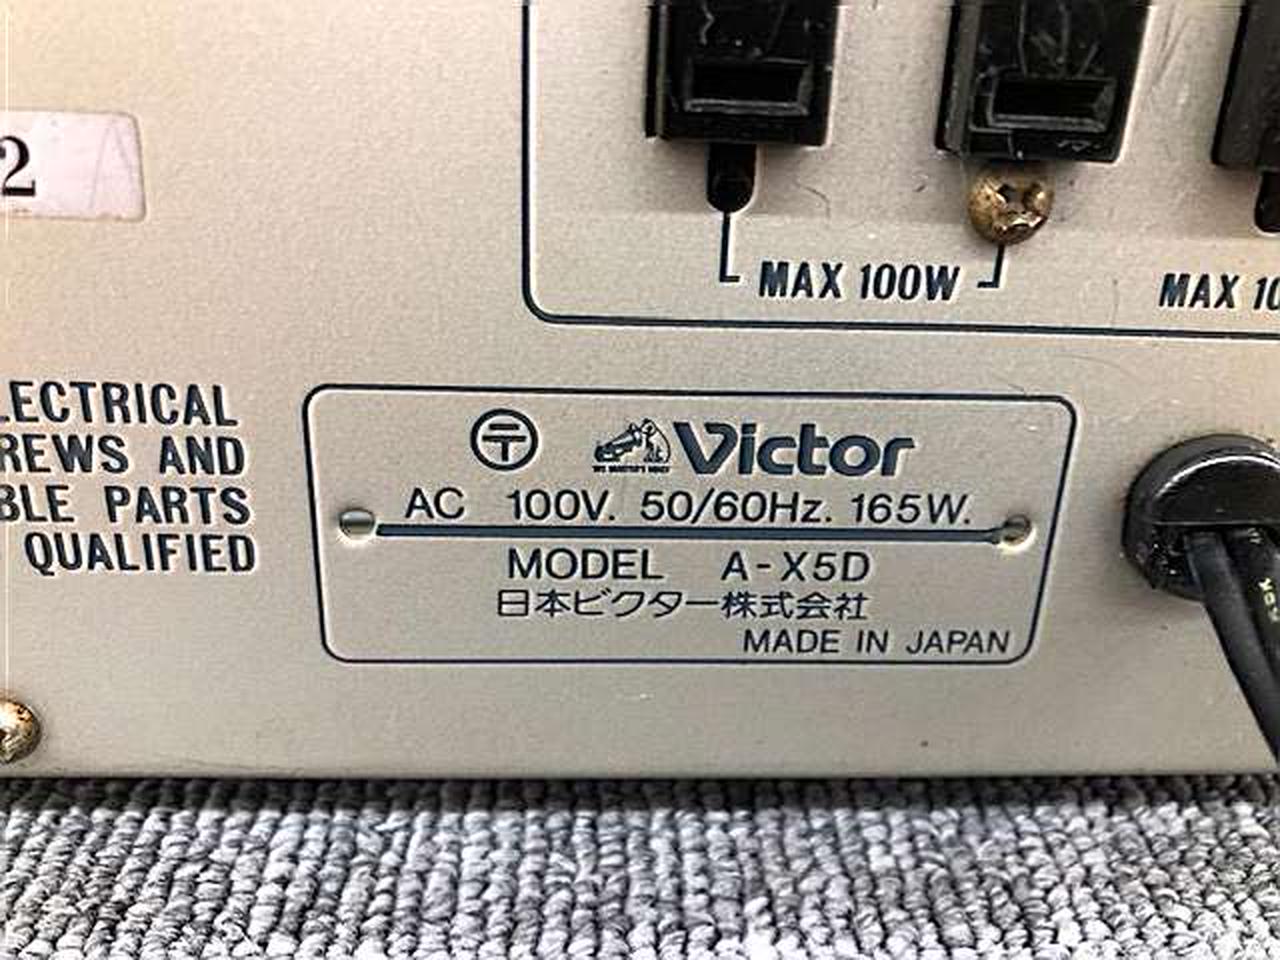 2
MAX 100W
MAX 10
LECTRICAL
REWS AND
BLE PARTS
QUALIFIED
〒 Victor
AC 100V. 50/60Hz. 165W.
MODEL A-X5D
日本ビクター株式会社
MADE IN JAPAN